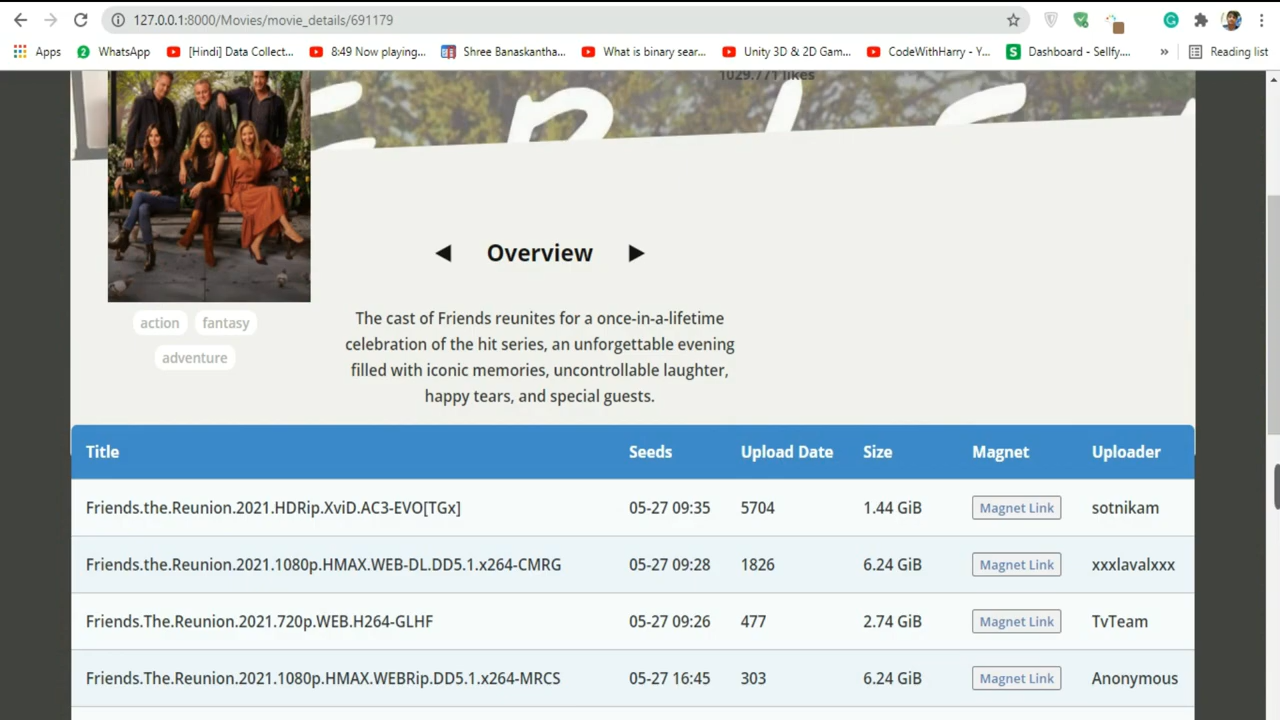 127.0.0.1:8000/Movies/movie_details/691179
Apps WhatsApp [Hindi] Data Collect... 8:49 Now playing... Shree Banaskantha... What is binary sear... Unity 3D & 2D Gam... CodeWithHarry - Y... Dashboard - Sellfy.... » Reading list
1029.771 likes
Overview
The cast of Friends reunites for a once-in-a-lifetime
celebration of the hit series, an unforgettable evening
filled with iconic memories, uncontrollable laughter,
happy tears, and special guests.
action fantasy
adventure
Title Seeds Upload Date Size Magnet Uploader
Friends.the.Reunion.2021.HDRip.XviD.AC3-EVO[TGx] 05-27 09:35 5704 1.44 GiB Magnet Link sotnikam
Friends.the.Reunion.2021.1080p.HMAX.WEB-DL.DD5.1.x264-CMRG 05-27 09:28 1826 6.24 GiB Magnet Link xxxlavalxxx
Friends.The.Reunion.2021.720p.WEB.H264-GLHF 05-27 09:26 477 2.74 GiB Magnet Link TvTeam
Friends.The.Reunion.2021.1080p.HMAX.WEBRip.DD5.1.x264-MRCS 05-27 16:45 303 6.24 GiB Magnet Link Anonymous